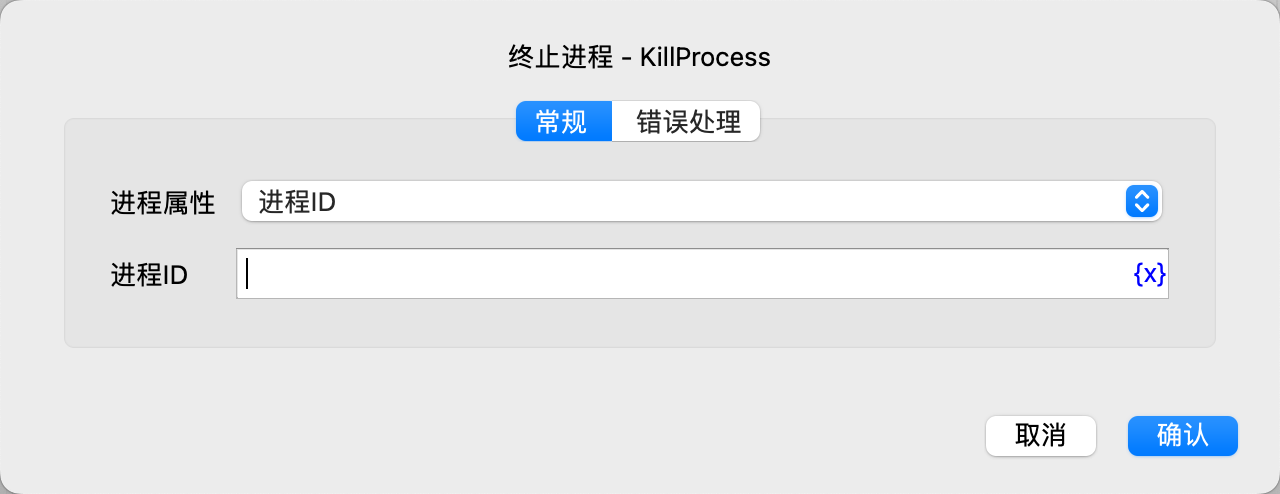 终止进程 - KillProcess
常规 错误处理
进程属性 进程ID
进程ID {x}
取消 确认